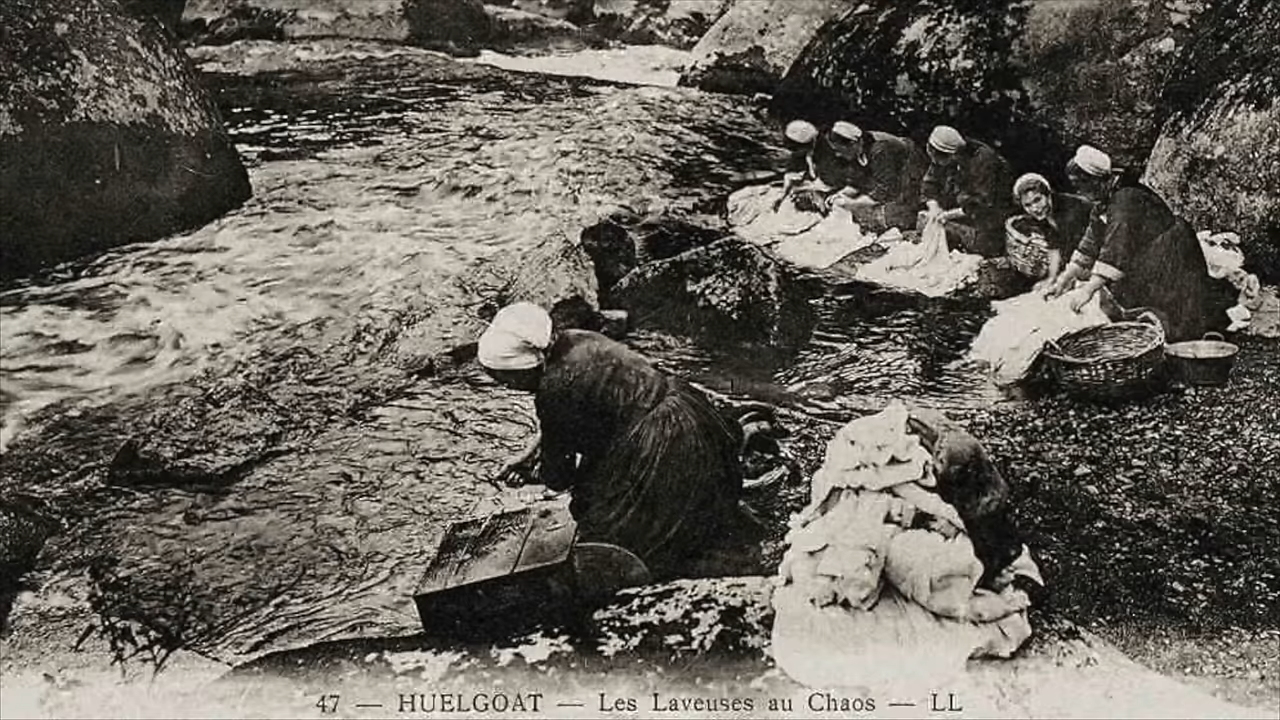 47 — HUELGOAT — Les Laveuses au Chaos — LL